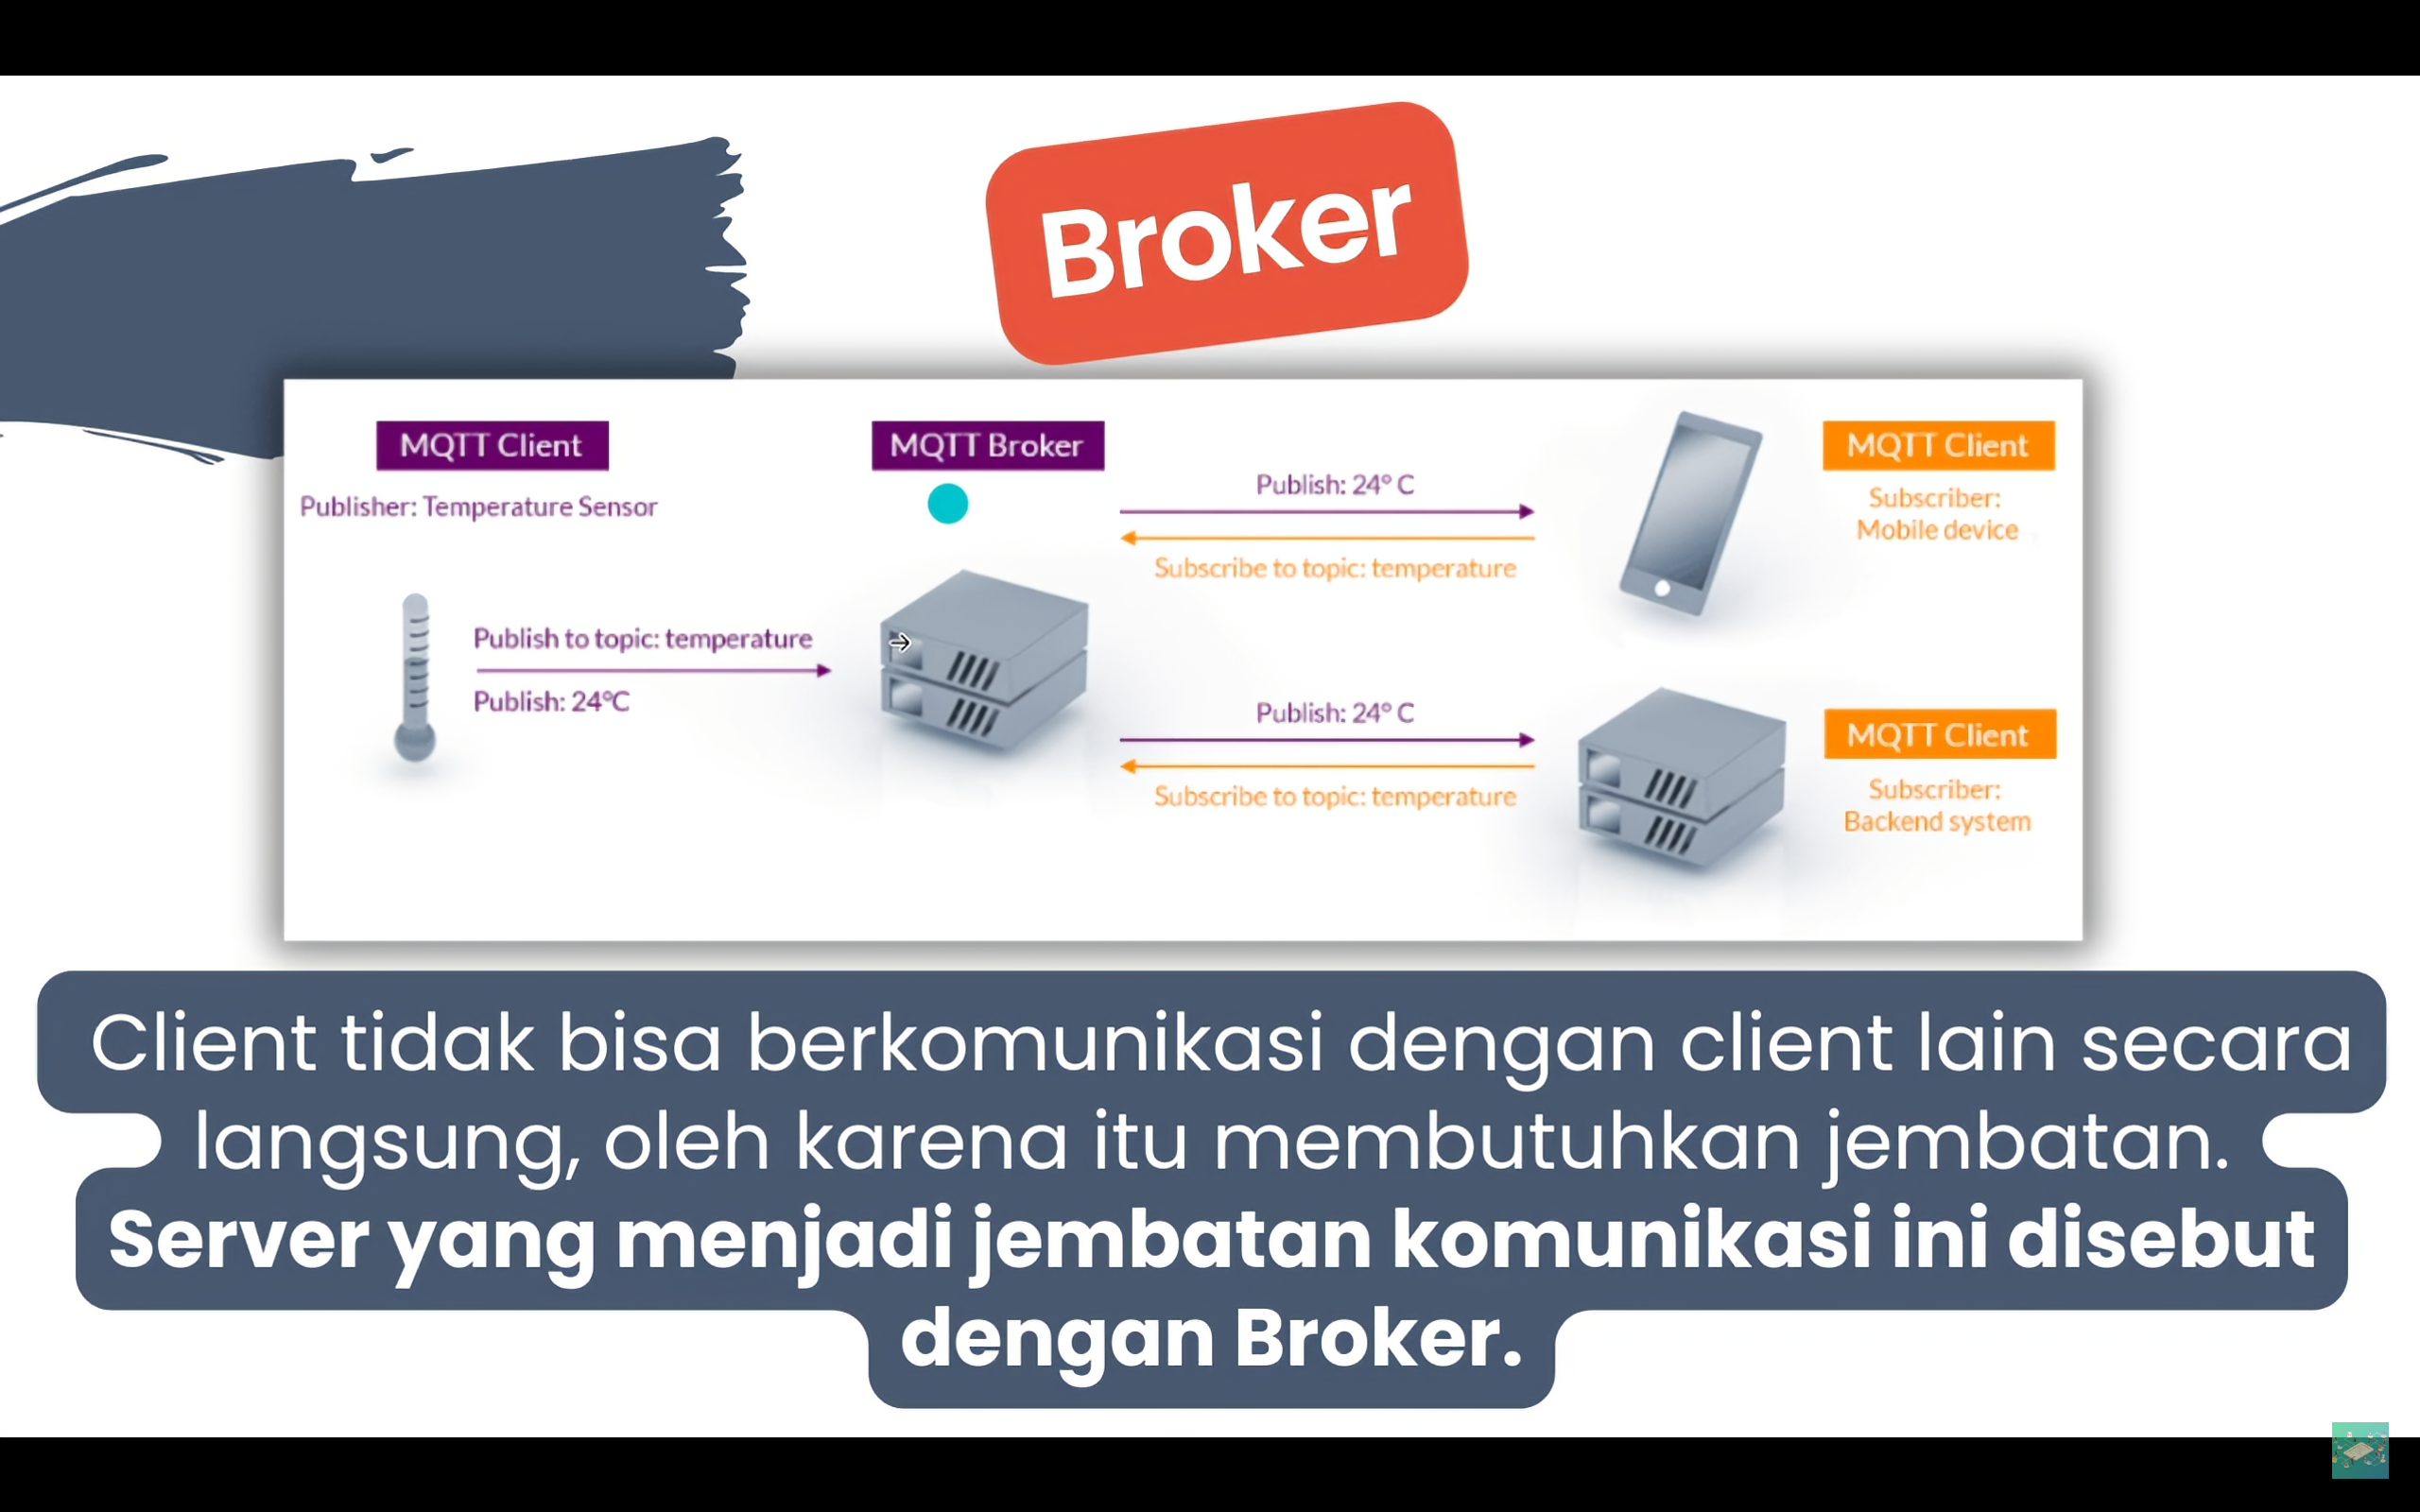 Broker
MQTT Client
Publisher: Temperature Sensor
Publish to topic: temperature
Publish: 24°C
MQTT Broker
Publish: 24° C
Subscribe to topic: temperature
MQTT Client
Subscriber:
Mobile device
Publish: 24° C
Subscribe to topic: temperature
MQTT Client
Subscriber:
Backend system
Client tidak bisa berkomunikasi dengan client lain secara
langsung, oleh karena itu membutuhkan jembatan.
Server yang menjadi jembatan komunikasi ini disebut
dengan Broker.